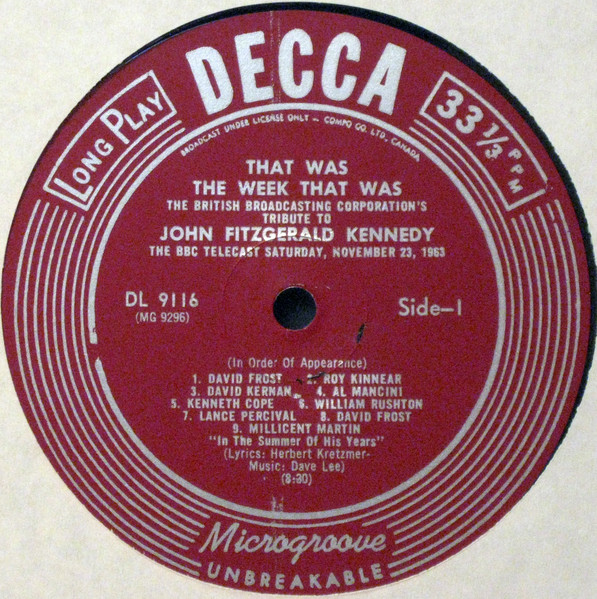 DECCA
LONG PLAY
33 1/3 RPM
BROADCAST UNDER LICENSE ONLY – COMPO CO. LTD., CANADA
THAT WAS
THE WEEK THAT WAS
THE BRITISH BROADCASTING CORPORATION'S
TRIBUTE TO
JOHN FITZGERALD KENNEDY
THE BBC TELECAST SATURDAY, NOVEMBER 23, 1963
DL 9116
(MG 9296)
Side–1
(In Order Of Appearance)
1. DAVID FROST 2. ROY KINNEAR
3. DAVID KERNAN 4. AL MANCINI
5. KENNETH COPE 6. WILLIAM RUSHTON
7. LANCE PERCIVAL 8. DAVID FROST
9. MILLICENT MARTIN
"In The Summer Of His Years"
(Lyrics: Herbert Kretzmer-
Music: Dave Lee)
(8:30)
Microgroove
UNBREAKABLE